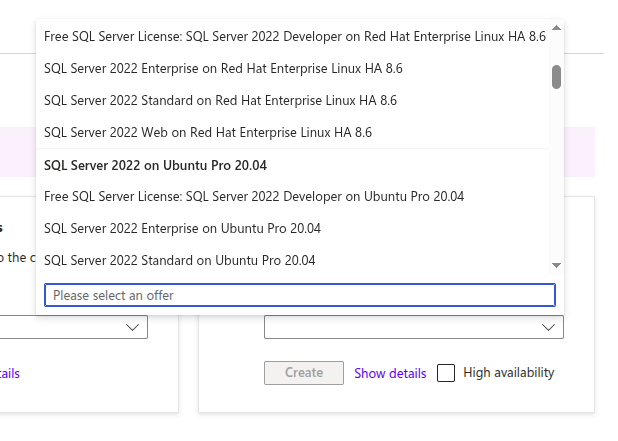 Free SQL Server License: SQL Server 2022 Developer on Red Hat Enterprise Linux HA 8.6
SQL Server 2022 Enterprise on Red Hat Enterprise Linux HA 8.6
SQL Server 2022 Standard on Red Hat Enterprise Linux HA 8.6
SQL Server 2022 Web on Red Hat Enterprise Linux HA 8.6
SQL Server 2022 on Ubuntu Pro 20.04
Free SQL Server License: SQL Server 2022 Developer on Ubuntu Pro 20.04
SQL Server 2022 Enterprise on Ubuntu Pro 20.04
o the c
SQL Server 2022 Standard on Ubuntu Pro 20.04
Please select an offer
ails
Create Show details High availability